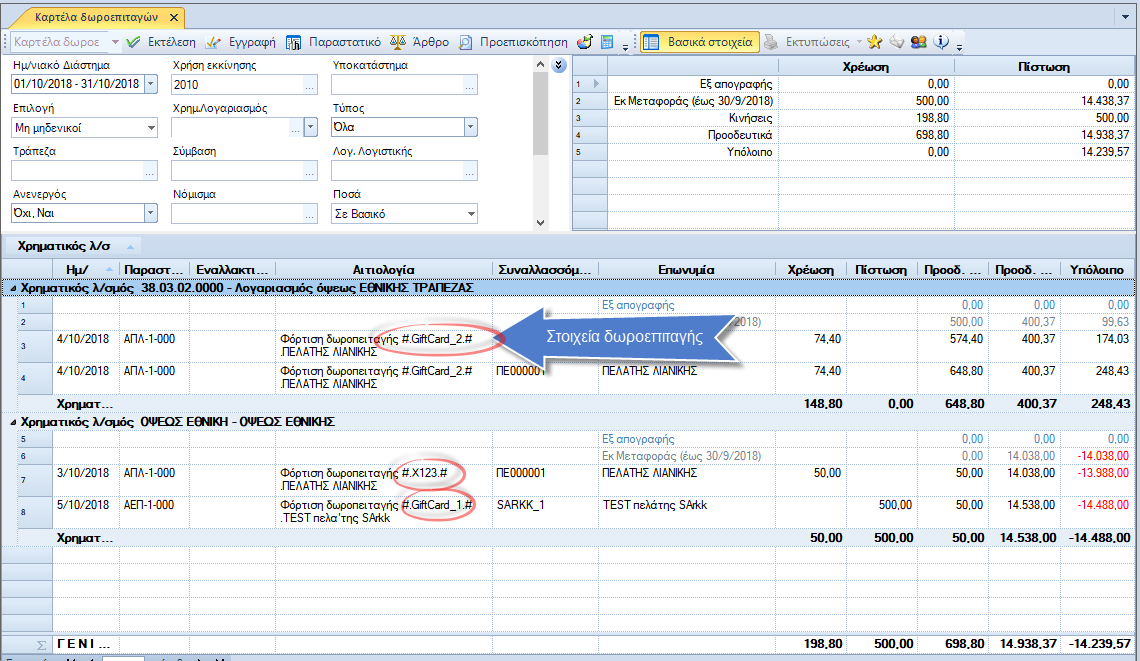 Καρτέλα δωροεπιταγών
Καρτέλα δωροε Εκτέλεση Εγγραφή Παραστατικό Άρθρο Προεπισκόπηση Βασικά στοιχεία Εκτυπώσεις
Ημ/νιακό Διάστημα Χρήση εκκίνησης Υποκατάστημα
01/10/2018 - 31/10/2018 2010 ...
Επιλογή Χρημ.Λογαριασμός Τύπος
Μη μηδενικοί ... Όλα
Τράπεζα Σύμβαση Λογ. Λογιστικής
... ... ...
Ανενεργός Νόμισμα Ποσά
Όχι, Ναι ... Σε Βασικό
Χρέωση Πίστωση
1 Εξ απογραφής 0,00 0,00
2 Εκ Μεταφοράς (έως 30/9/2018) 500,00 14.438,37
3 Κινήσεις 198,80 500,00
4 Προοδευτικά 698,80 14.938,37
5 Υπόλοιπο 0,00 14.239,57
Χρηματικός λ/σ
Ημ/ Παραστ... Εναλλακτι... Αιτιολογία Συναλλασσόμ... Επωνυμία Χρέωση Πίστωση Προοδ. ... Προοδ. ... Υπόλοιπο
Χρηματικός λ/σμός 38.03.02.0000 - Λογαριασμός όψεως ΕΘΝΙΚΗΣ ΤΡΑΠΕΖΑΣ
1 Εξ απογραφής 0,00 0,00 0,00
2 2018) 500,00 400,37 99,63
3 4/10/2018 ΑΠΛ-1-000 Φόρτιση δωροπειταγής #.GiftCard_2.# 74,40 574,40 400,37 174,03
.ΠΕΛΑΤΗΣ ΛΙΑΝΙΚΗΣ
Στοιχεία δωροεπιταγής
4 4/10/2018 ΑΠΛ-1-000 Φόρτιση δωροπειταγής #.GiftCard_2.# ΠΕ000001 ΠΕΛΑΤΗΣ ΛΙΑΝΙΚΗΣ 74,40 648,80 400,37 248,43
.ΠΕΛΑΤΗΣ ΛΙΑΝΙΚΗΣ
Χρηματ... 148,80 0,00 648,80 400,37 248,43
Χρηματικός λ/σμός ΟΨΕΩΣ ΕΘΝΙΚΗ - ΟΨΕΩΣ ΕΘΝΙΚΗΣ
5 Εξ απογραφής 0,00 0,00 0,00
6 Εκ Μεταφοράς (έως 30/9/2018) 0,00 14.038,00 -14.038,00
7 3/10/2018 ΑΠΛ-1-000 Φόρτιση δωροπειταγής #.X123.# ΠΕ000001 ΠΕΛΑΤΗΣ ΛΙΑΝΙΚΗΣ 50,00 50,00 14.038,00 -13.988,00
.ΠΕΛΑΤΗΣ ΛΙΑΝΙΚΗΣ
8 5/10/2018 ΑΕΠ-1-000 Φόρτιση δωροπειταγής #.GiftCard_1.# SARKK_1 TEST πελάτης SArkk 500,00 50,00 14.538,00 -14.488,00
.TEST πελα'της SArkk
Χρηματ... 50,00 500,00 50,00 14.538,00 -14.488,00
Σ ΓΕΝΙ ... 198,80 500,00 698,80 14.938,37 -14.239,57